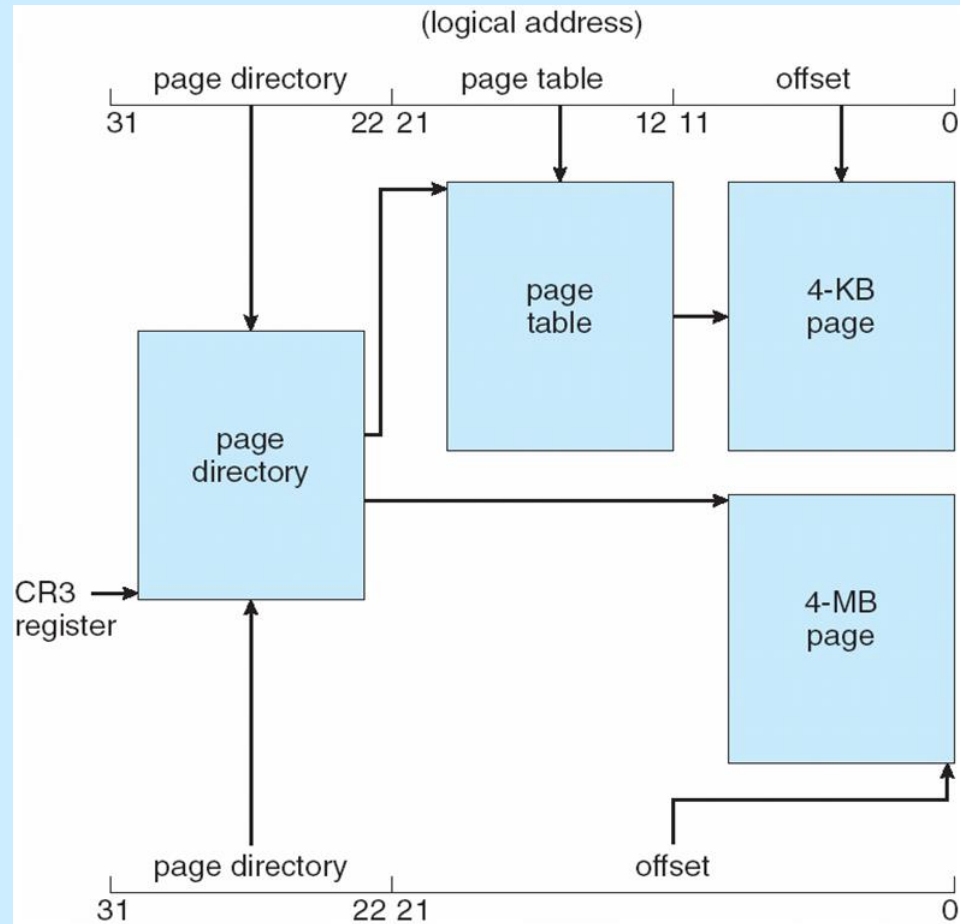 (logical address)
page directory page table offset
31 22 21 12 11 0
page
table
4-KB
page
page
directory
CR3
register
4-MB
page
page directory offset
31 22 21 0